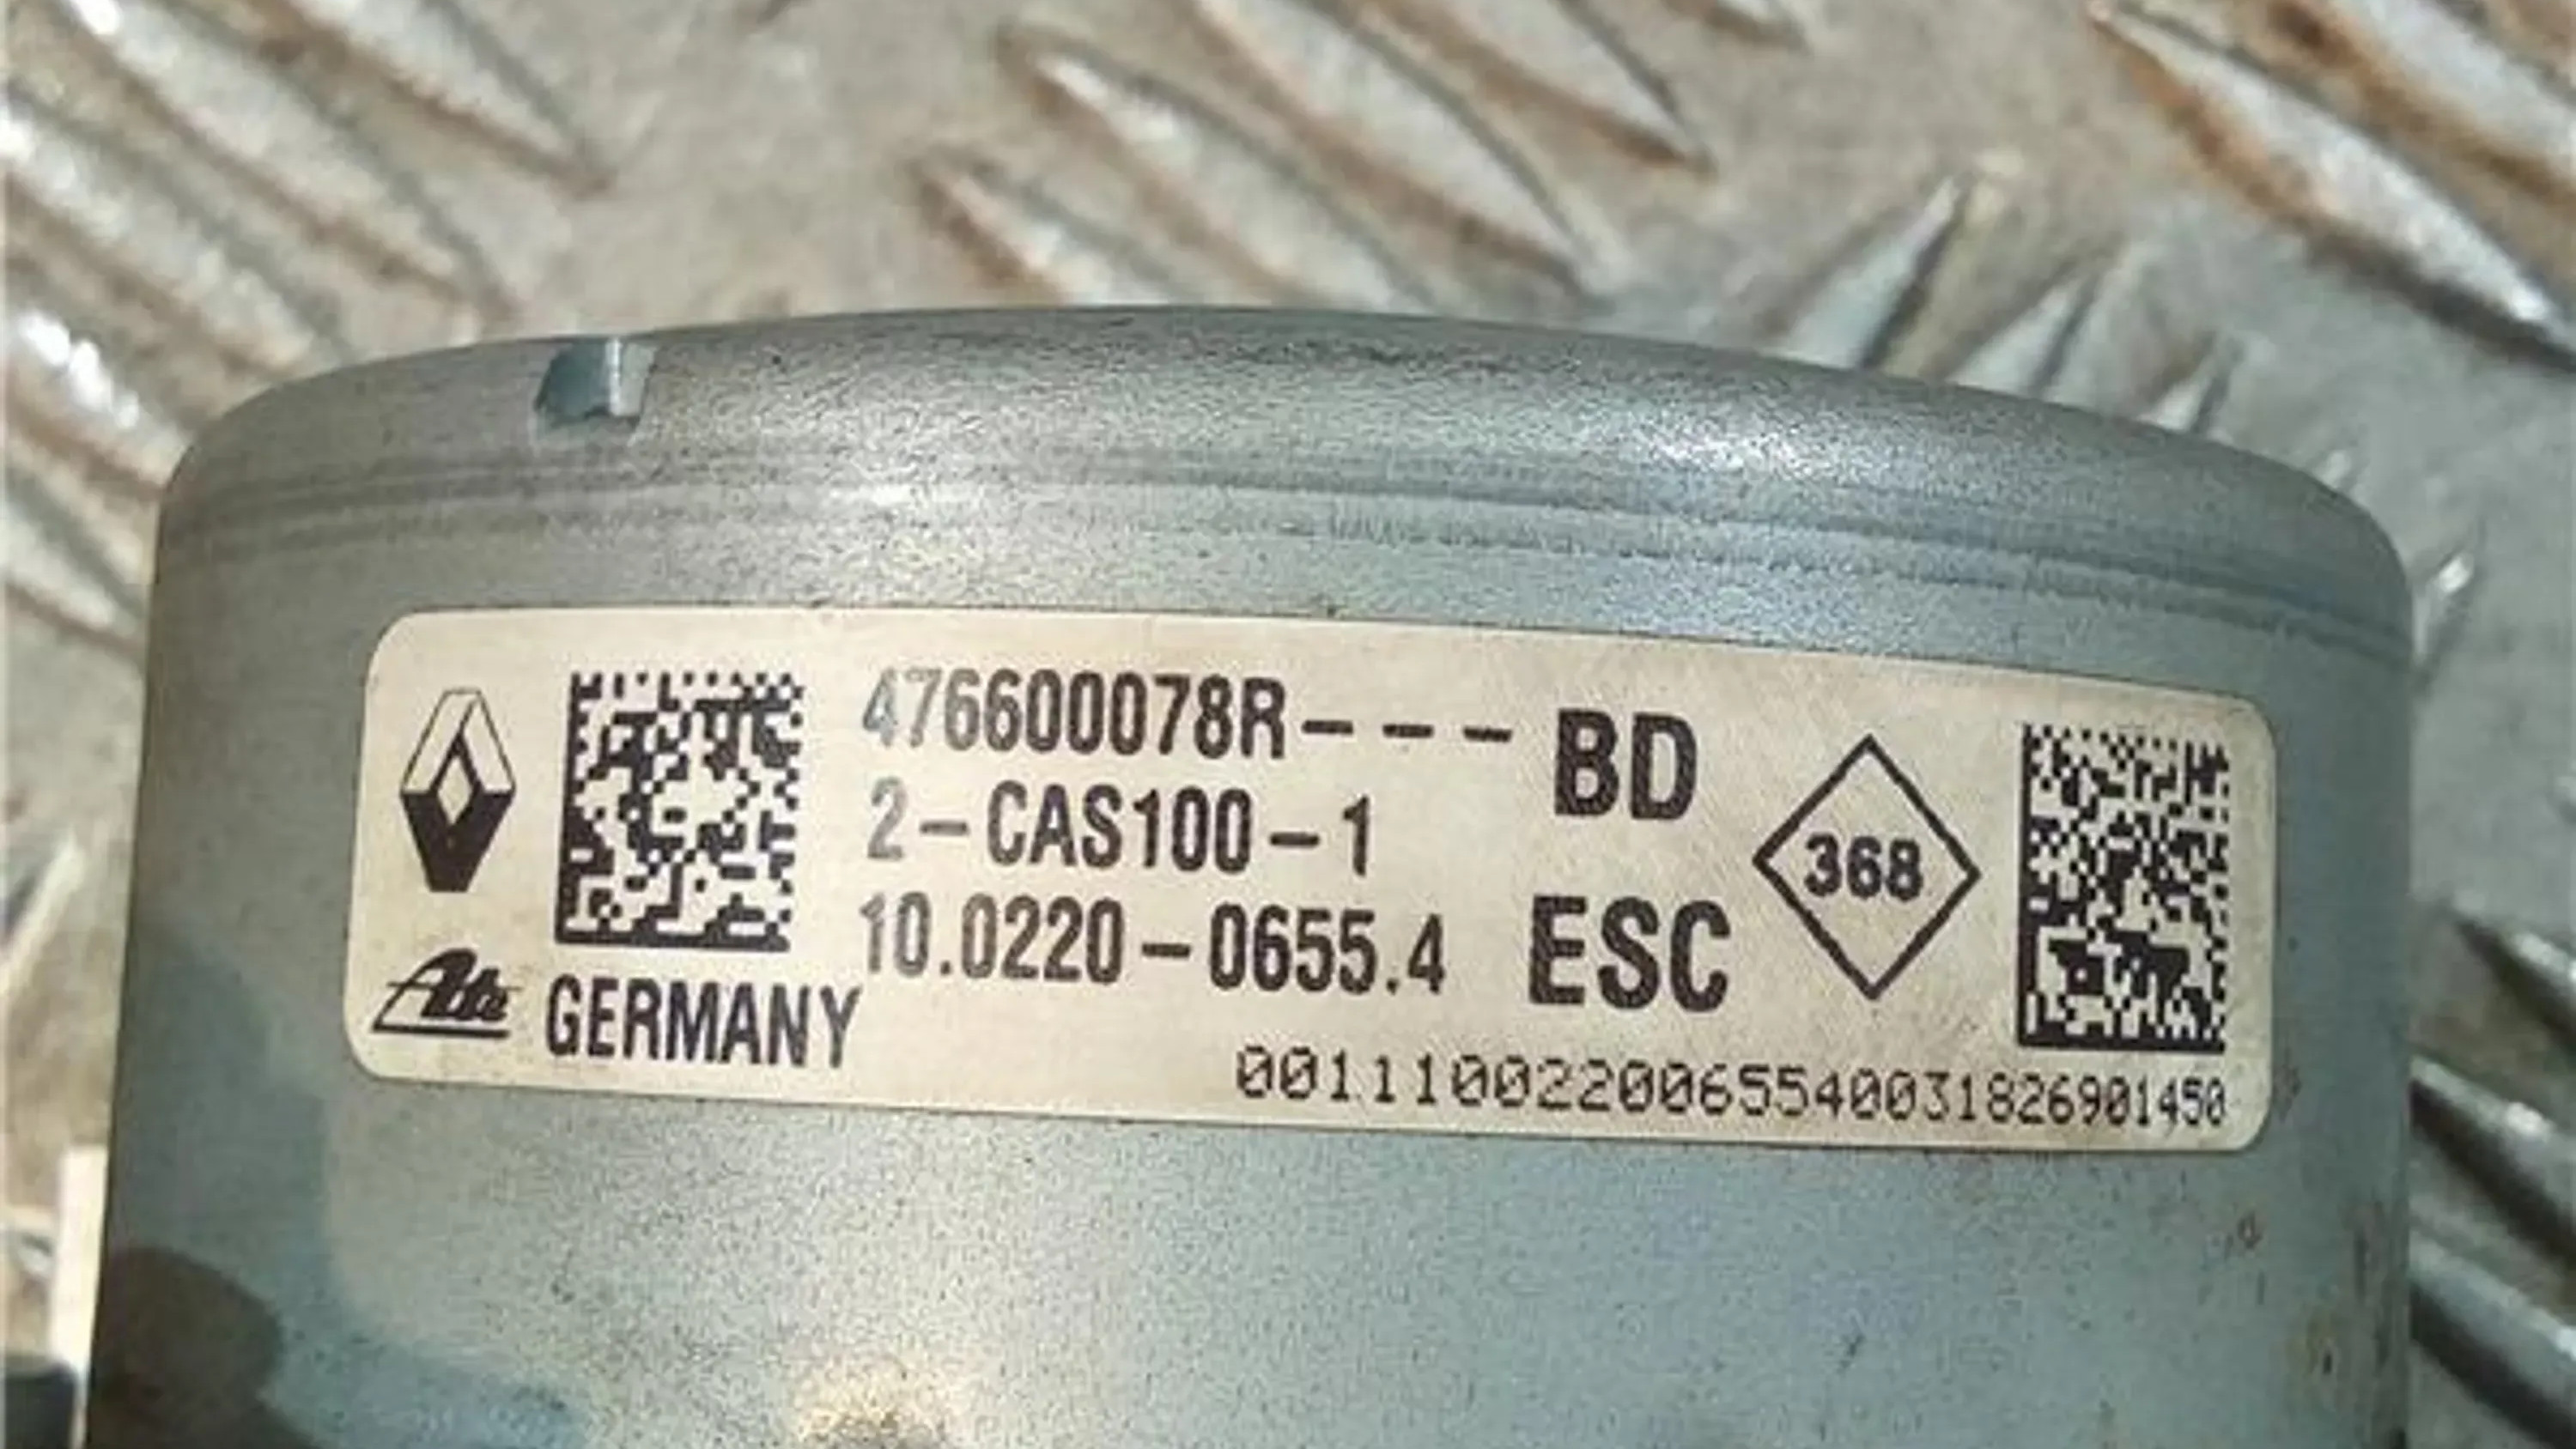 476600078R--- BD
2-CAS100-1
10.0220-0655.4 ESC
368
Ate GERMANY
0011100220065540031826901450